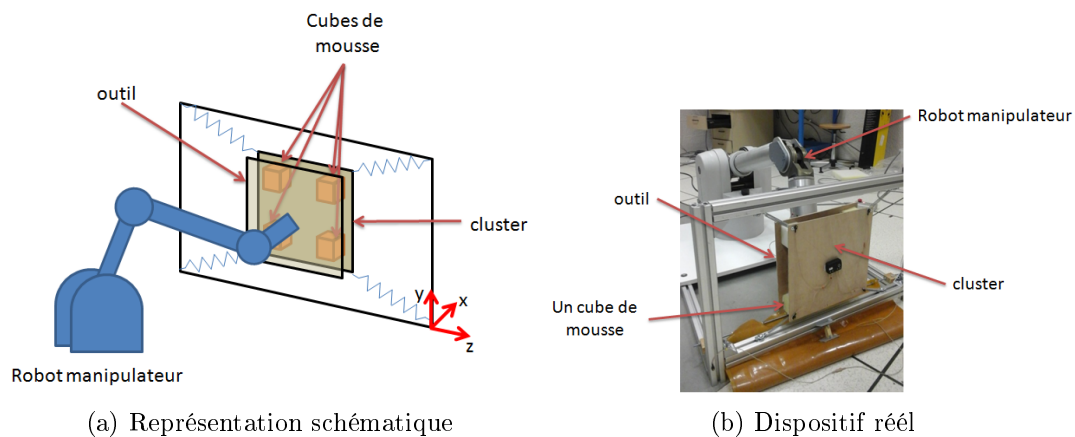 Cubes de
mousse
outil
cluster
y
x
z
Robot manipulateur
(a) Représentation schématique
Robot manipulateur
outil
cluster
Un cube de
mousse
(b) Dispositif réél